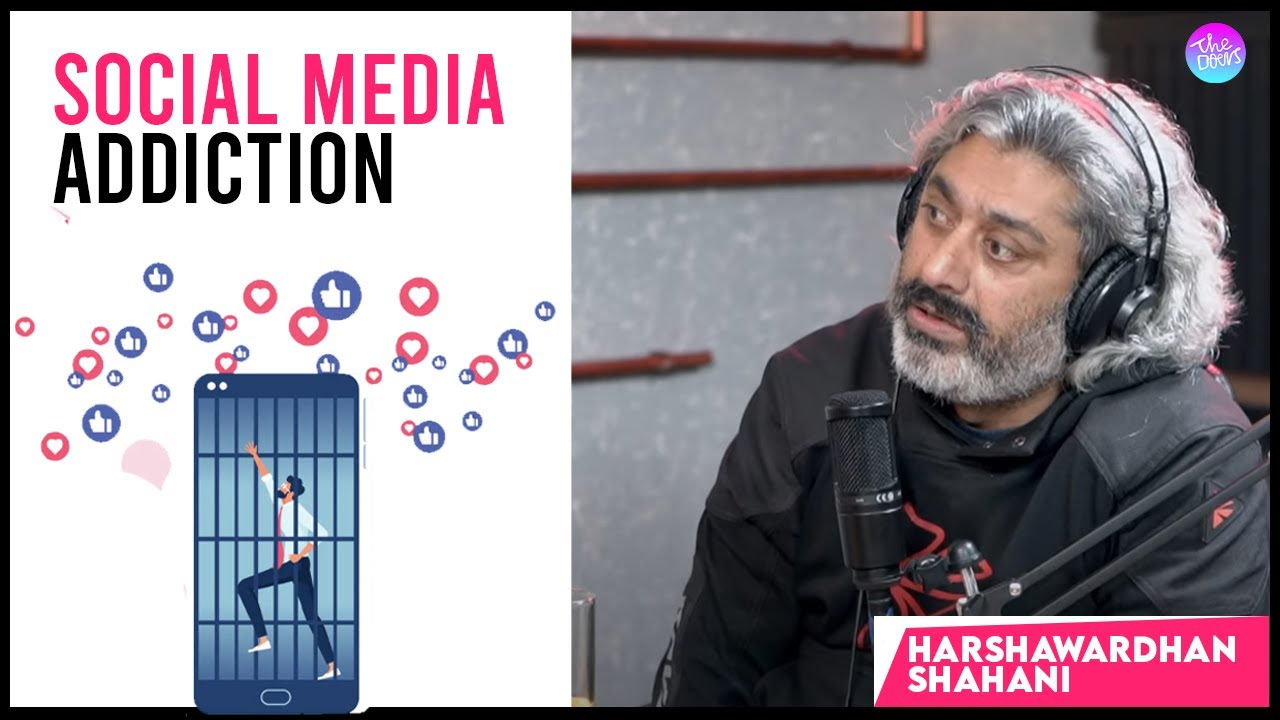 SOCIAL MEDIA
ADDICTION
The
DOERS
HARSHAWARDHAN
SHAHANI